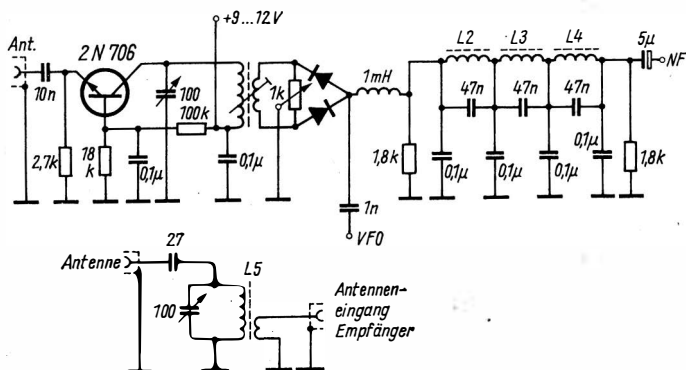 +9...12V
Ant.
2N 706
L2 L3 L4
5µ
NF
10n
100
100k
1k
1mH
47n 47n 47n
2,7k
18
k
0,1µ
0,1µ
1,8k
0,1µ
0,1µ
0,1µ
0,1µ
1,8k
1n
VFO
27
Antenne
L5
100
Antennen-
eingang
Empfänger